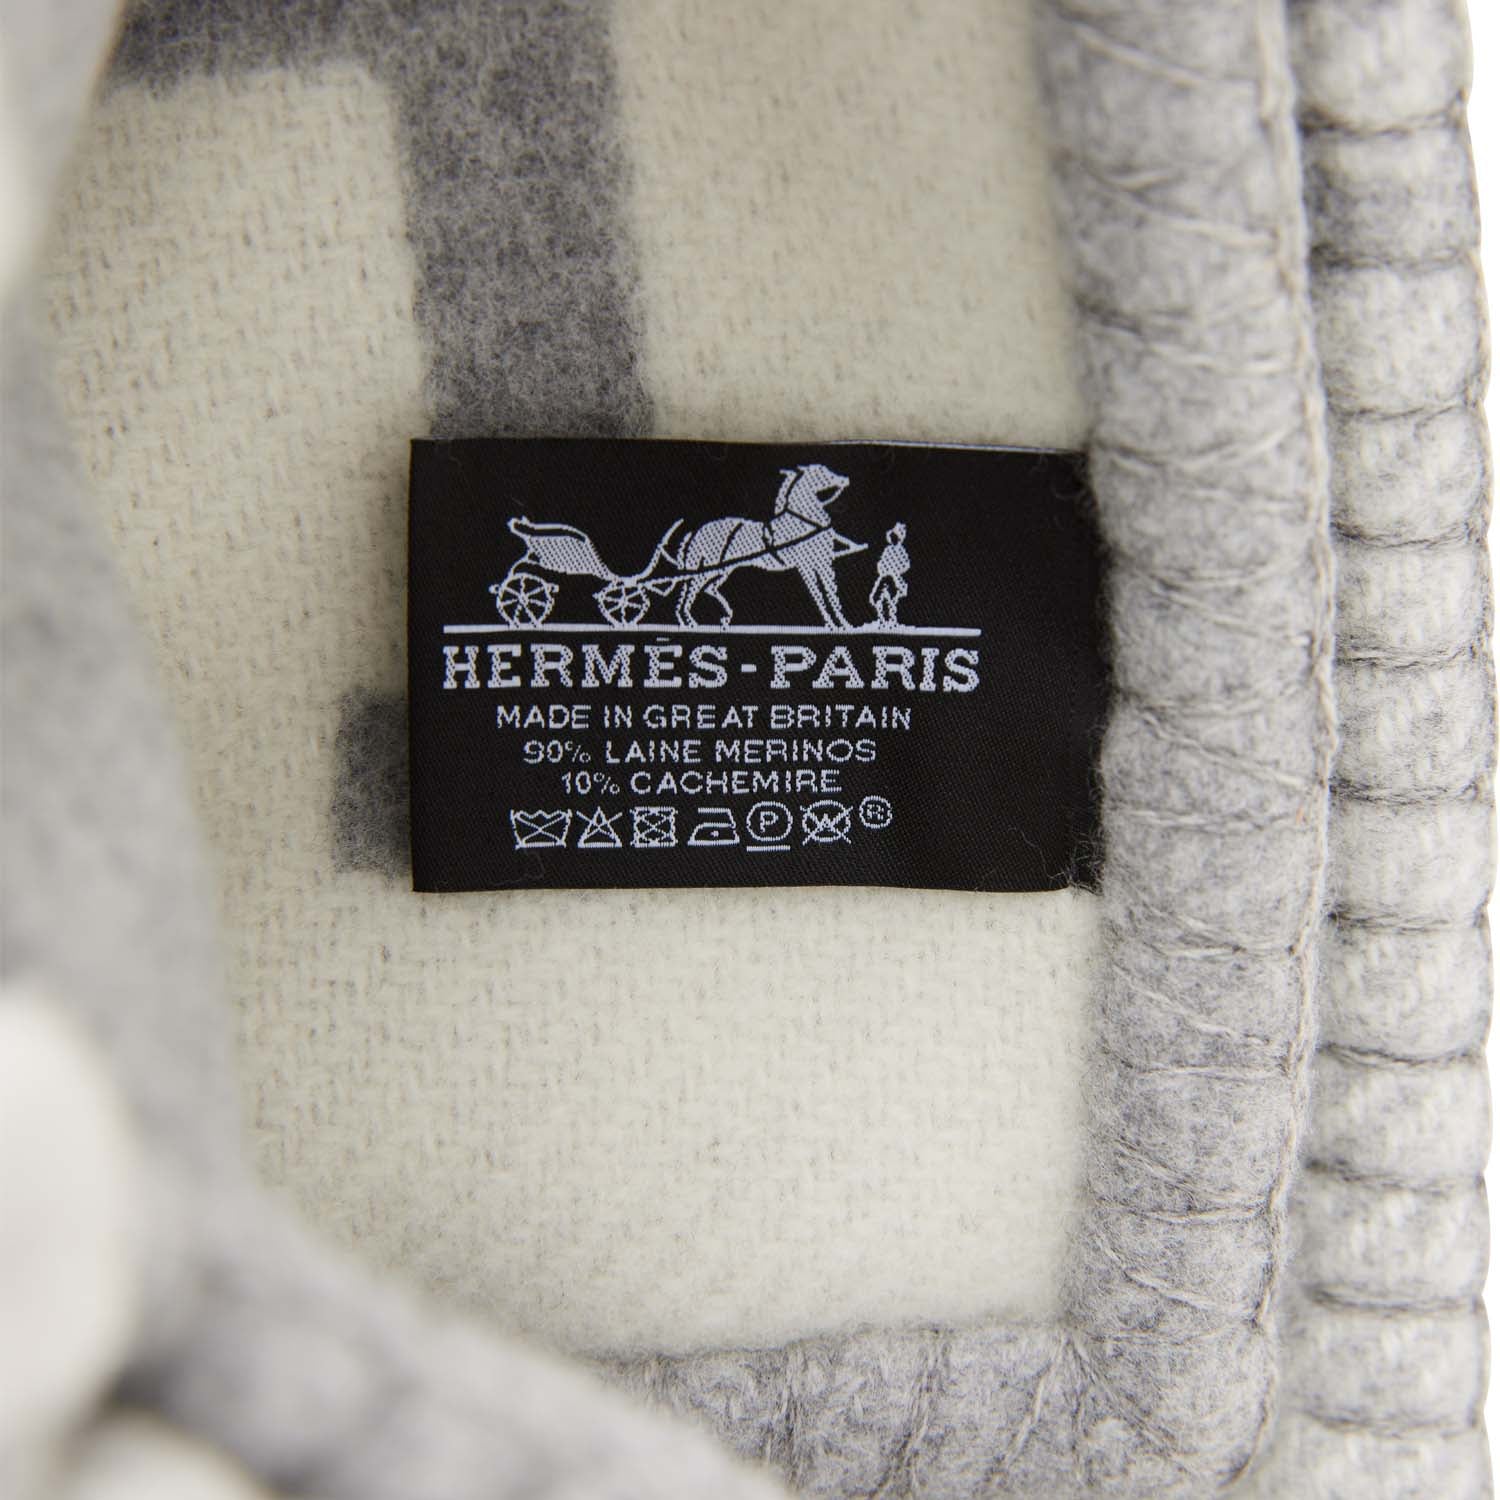 HERMÈS-PARIS
MADE IN GREAT BRITAIN
90% LAINE MERINOS
10% CACHEMIRE
P W ®